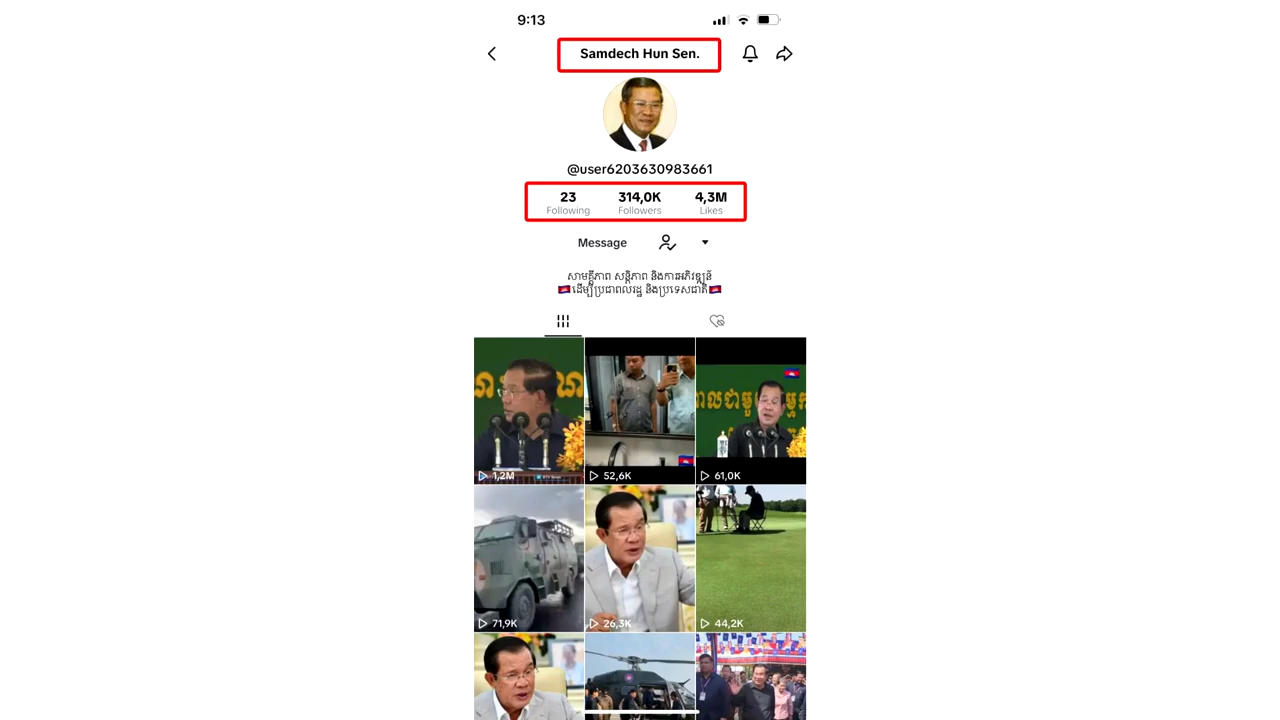 9:13
Samdech Hun Sen.
@user6203630983661
23 314,0K 4,3M
Following Followers Likes
Message
សាមគ្គីភាព សន្តិភាព និងការអភិវឌ្ឍន៍
🇰🇭ដើម្បីប្រជាពលរដ្ឋ និងប្រទេសជាតិ🇰🇭
1,2M
52,6K
61,0K
71,9K
26,3K
44,2K